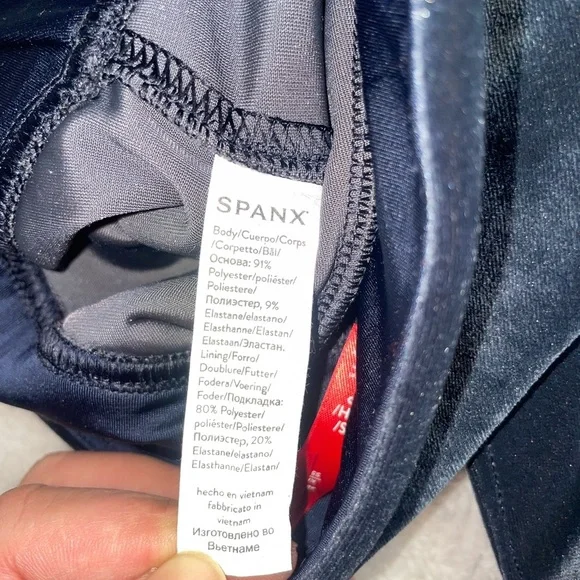 SPANX
Body/Cuerpo/Corps
/Corpetto/Bål/
Основа: 91%
Polyester/poliéster/
Poliestere/
Полиэстер, 9%
Elastane/elastano/
Elasthanne/Elastan/
Elastaan/Эластан.
Lining/Forro/
Doublure/Futter/
Fodera/Voering/
Foder/Подкладка:
80% Polyester/
poliéster/Poliestere/
Полиэстер, 20%
Elastane/elastano/
Elasthanne/Elastan/
hecho en vietnam
fabbricato in
vietnam
Изготовлено во
Вьетнаме